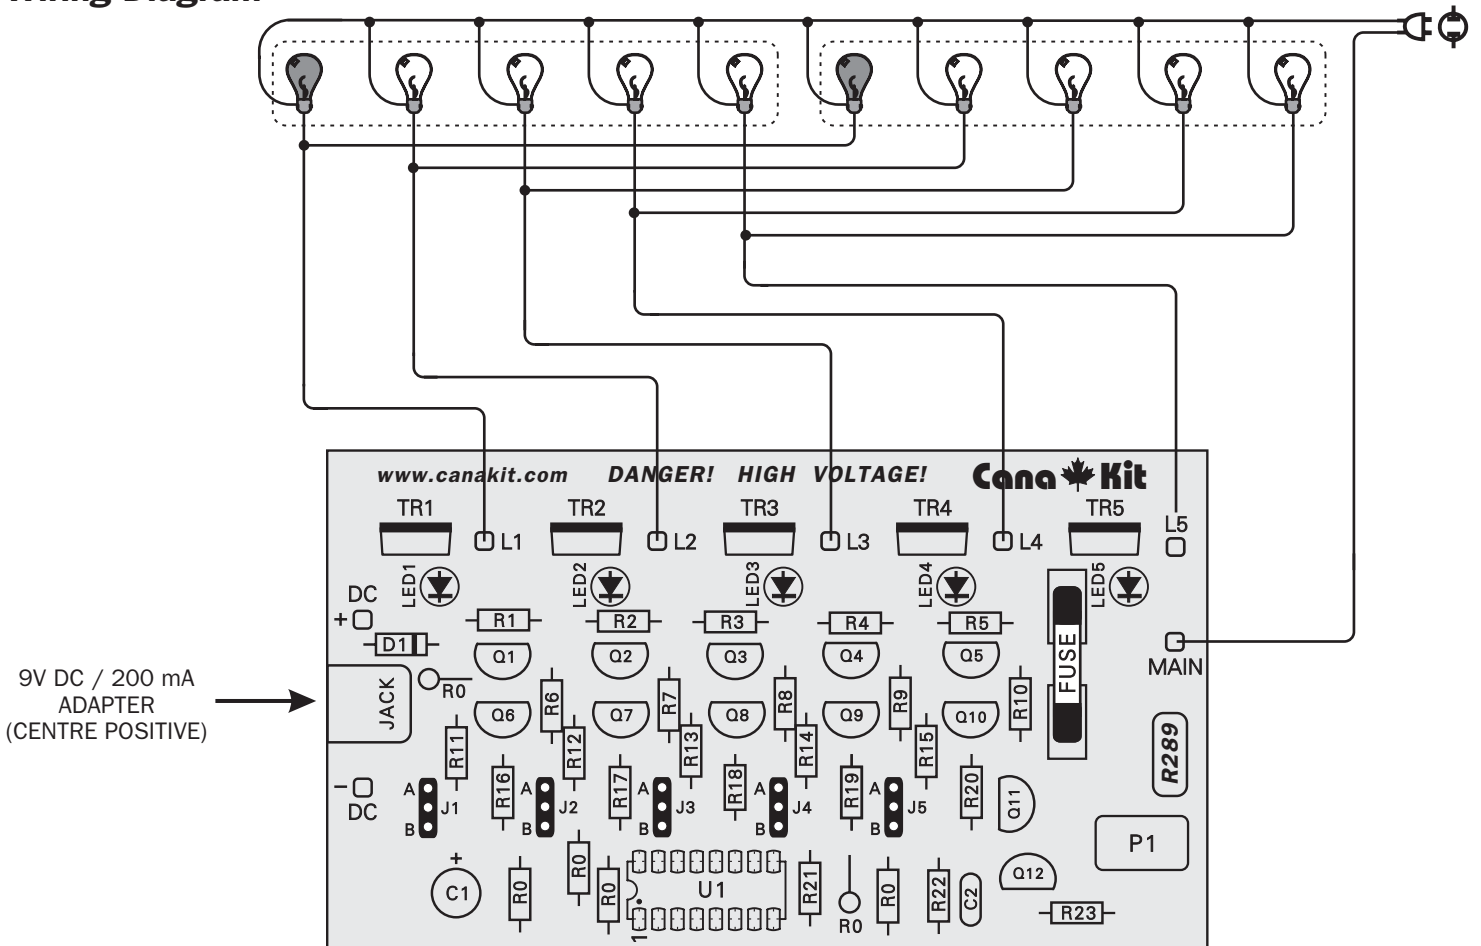 Wiring Diagram
www.canakit.com DANGER! HIGH VOLTAGE! Cana Kit
TR1 TR2 TR3 TR4 TR5
L1 L2 L3 L4 L5
LED1 LED2 LED3 LED4 LED5
DC
+
R1 R2 R3 R4 R5
D1
Q1 Q2 Q3 Q4 Q5
FUSE
MAIN
9V DC / 200 mA
ADAPTER
(CENTRE POSITIVE)
JACK
R0
R6 R7 R8 R9 R10
Q6 Q7 Q8 Q9 Q10
R11 R12 R13 R14 R15
R289
R16 R17 R18 R19 R20
−
DC
A J1 B
A J2 B
A J3 B
A J4 B
A J5 B
Q11
P1
+
C1
R0 R0 R0
U1
1
R21
R0
R0
R22
C2
Q12
R23